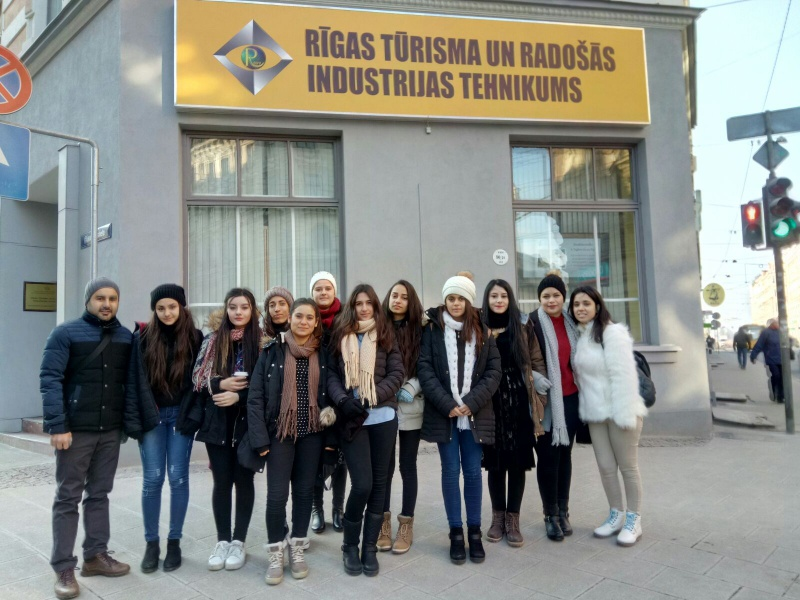 RĪGAS TŪRISMA UN RADOŠĀS
INDUSTRIJAS TEHNIKUMS